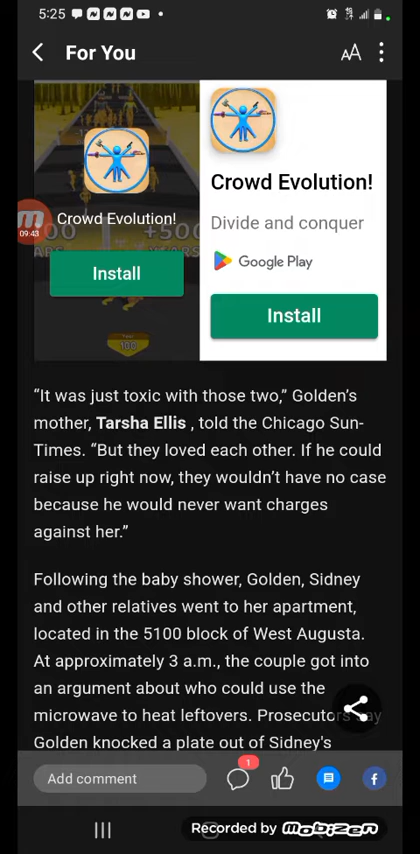 5:25
For You
AA
Crowd Evolution!
Install
Crowd Evolution!
Divide and conquer
Google Play
Install
100
09:43
“It was just toxic with those two,” Golden’s
mother, Tarsha Ellis , told the Chicago Sun-
Times. “But they loved each other. If he could
raise up right now, they wouldn’t have no case
because he would never want charges
against her.”
Following the baby shower, Golden, Sidney
and other relatives went to her apartment,
located in the 5100 block of West Augusta.
At approximately 3 a.m., the couple got into
an argument about who could use the
microwave to heat leftovers. Prosecutors say
Golden knocked a plate out of Sidney's
Add comment
1
Recorded by mobizen